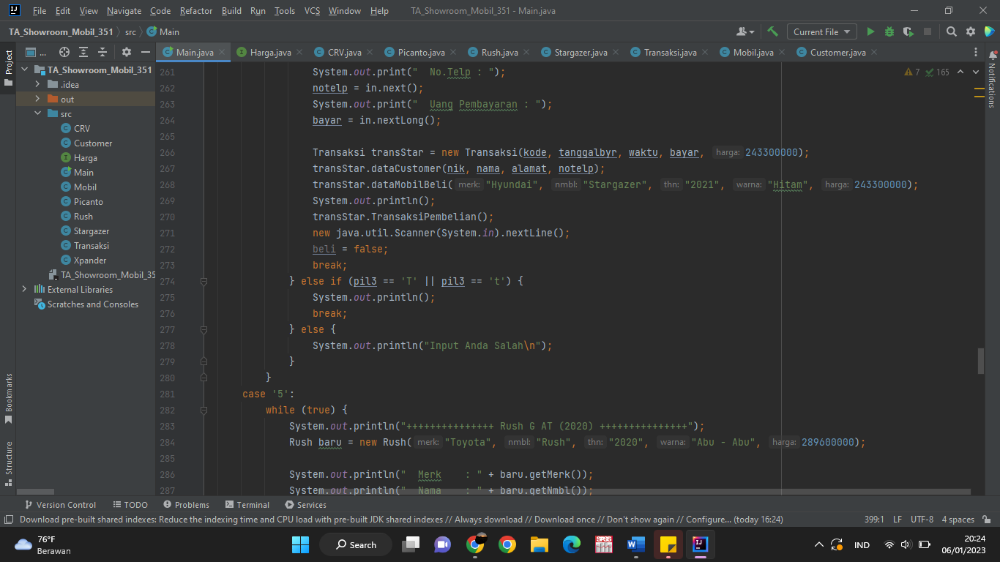 File Edit View Navigate Code Refactor Build Run Tools VCS Window Help TA_Showroom_Mobil_351 - Main.java
TA_Showroom_Mobil_351 src Main Current File
Project ... Main.java Harga.java CRV.java Picanto.java Rush.java Stargazer.java Transaksi.java Mobil.java Customer.java
Notifications
TA_Showroom_Mobil_351
.idea
out
src
CRV
Customer
Harga
Main
Mobil
Picanto
Rush
Stargazer
Transaksi
Xpander
TA_Showroom_Mobil_35
External Libraries
Scratches and Consoles
Bookmarks
Structure
7 165
261 System.out.print("  No.Telp : ");
262 notelp = in.next();
263 System.out.print("  Uang Pembayaran : ");
264 bayar = in.nextLong();
265
266 Transaksi transStar = new Transaksi(kode, tanggalbyr, waktu, bayar, harga: 243300000);
267 transStar.dataCustomer(nik, nama, alamat, notelp);
268 transStar.dataMobilBeli( merk: "Hyundai", nmbl: "Stargazer", thn: "2021", warna: "Hitam", harga: 243300000);
269 System.out.println();
270 transStar.TransaksiPembelian();
271 new java.util.Scanner(System.in).nextLine();
272 beli = false;
273 break;
274 } else if (pil3 == 'T' || pil3 == 't') {
275 System.out.println();
276 break;
277 } else {
278 System.out.println("Input Anda Salah\n");
279 }
280 }
281 case '5':
282 while (true) {
283 System.out.println("+++++++++++++++ Rush G AT (2020) +++++++++++++++");
284 Rush baru = new Rush( merk: "Toyota", nmbl: "Rush", thn: "2020", warna: "Abu - Abu", harga: 289600000);
285
286 System.out.println("  Merk    : " + baru.getMerk());
287 System.out.println("  Nama    : " + baru.getNmbl());
Version Control TODO Problems Terminal Services
Download pre-built shared indexes: Reduce the indexing time and CPU load with pre-built JDK shared indexes // Always download // Download once // Don't show again // Configure... (today 16:24) 399:1 LF UTF-8 4 spaces
76°F
Berawan
Search
SPSS
IND
20:24
06/01/2023